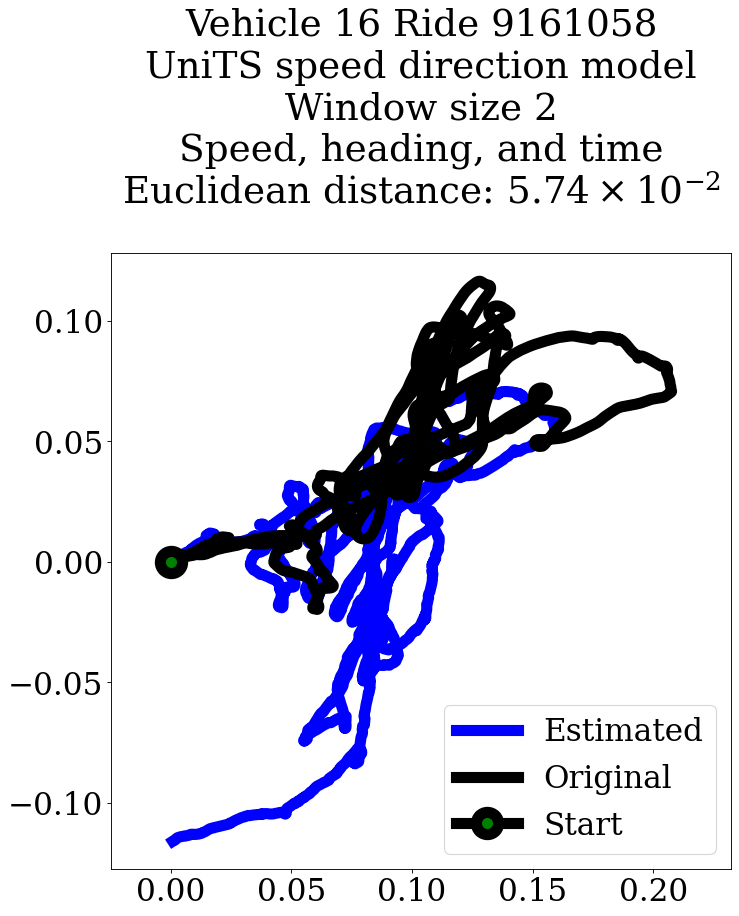 Vehicle 16 Ride 9161058
UniTS speed direction model
Window size 2
Speed, heading, and time
Euclidean distance: 5.74 × 10⁻²
0.10
0.05
0.00
−0.05
−0.10
Estimated
Original
Start
0.00 0.05 0.10 0.15 0.20